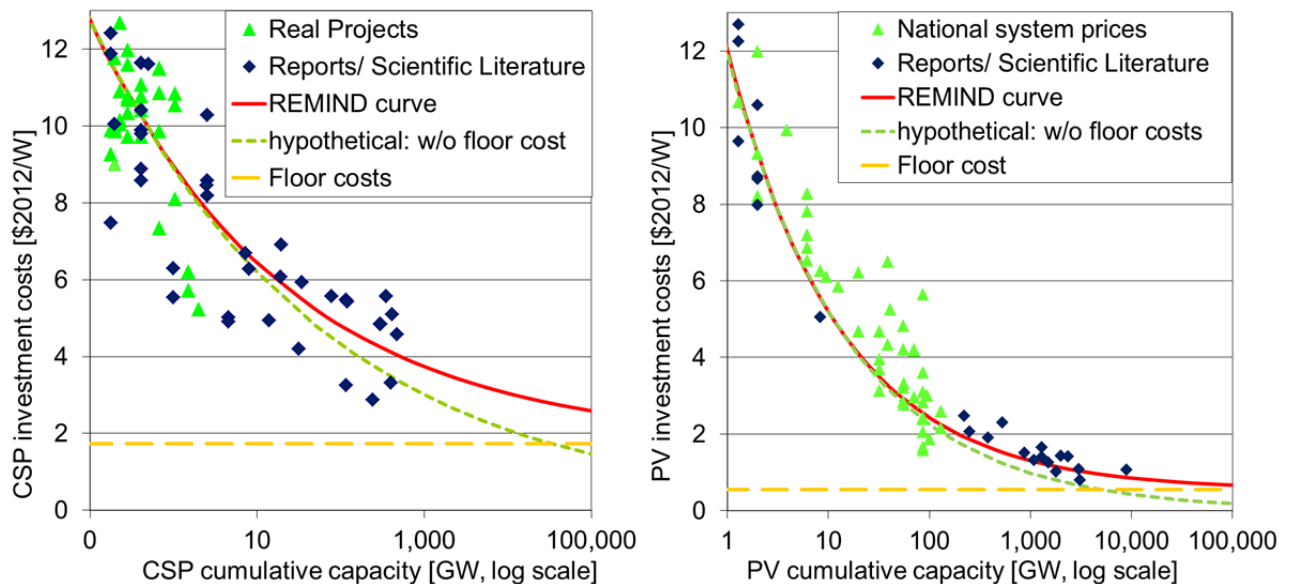 CSP investment costs [$2012/W]
12
10
8
6
4
2
0
Real Projects
Reports/ Scientific Literature
REMIND curve
hypothetical: w/o floor cost
Floor costs
0 10 1,000 100,000
CSP cumulative capacity [GW, log scale]
PV investment costs [$2012/W]
12
10
8
6
4
2
0
National system prices
Reports/ Scientific Literature
REMIND curve
hypothetical: w/o floor costs
Floor cost
1 10 100 1,000 10,000 100,000
PV cumulative capacity [GW, log scale]